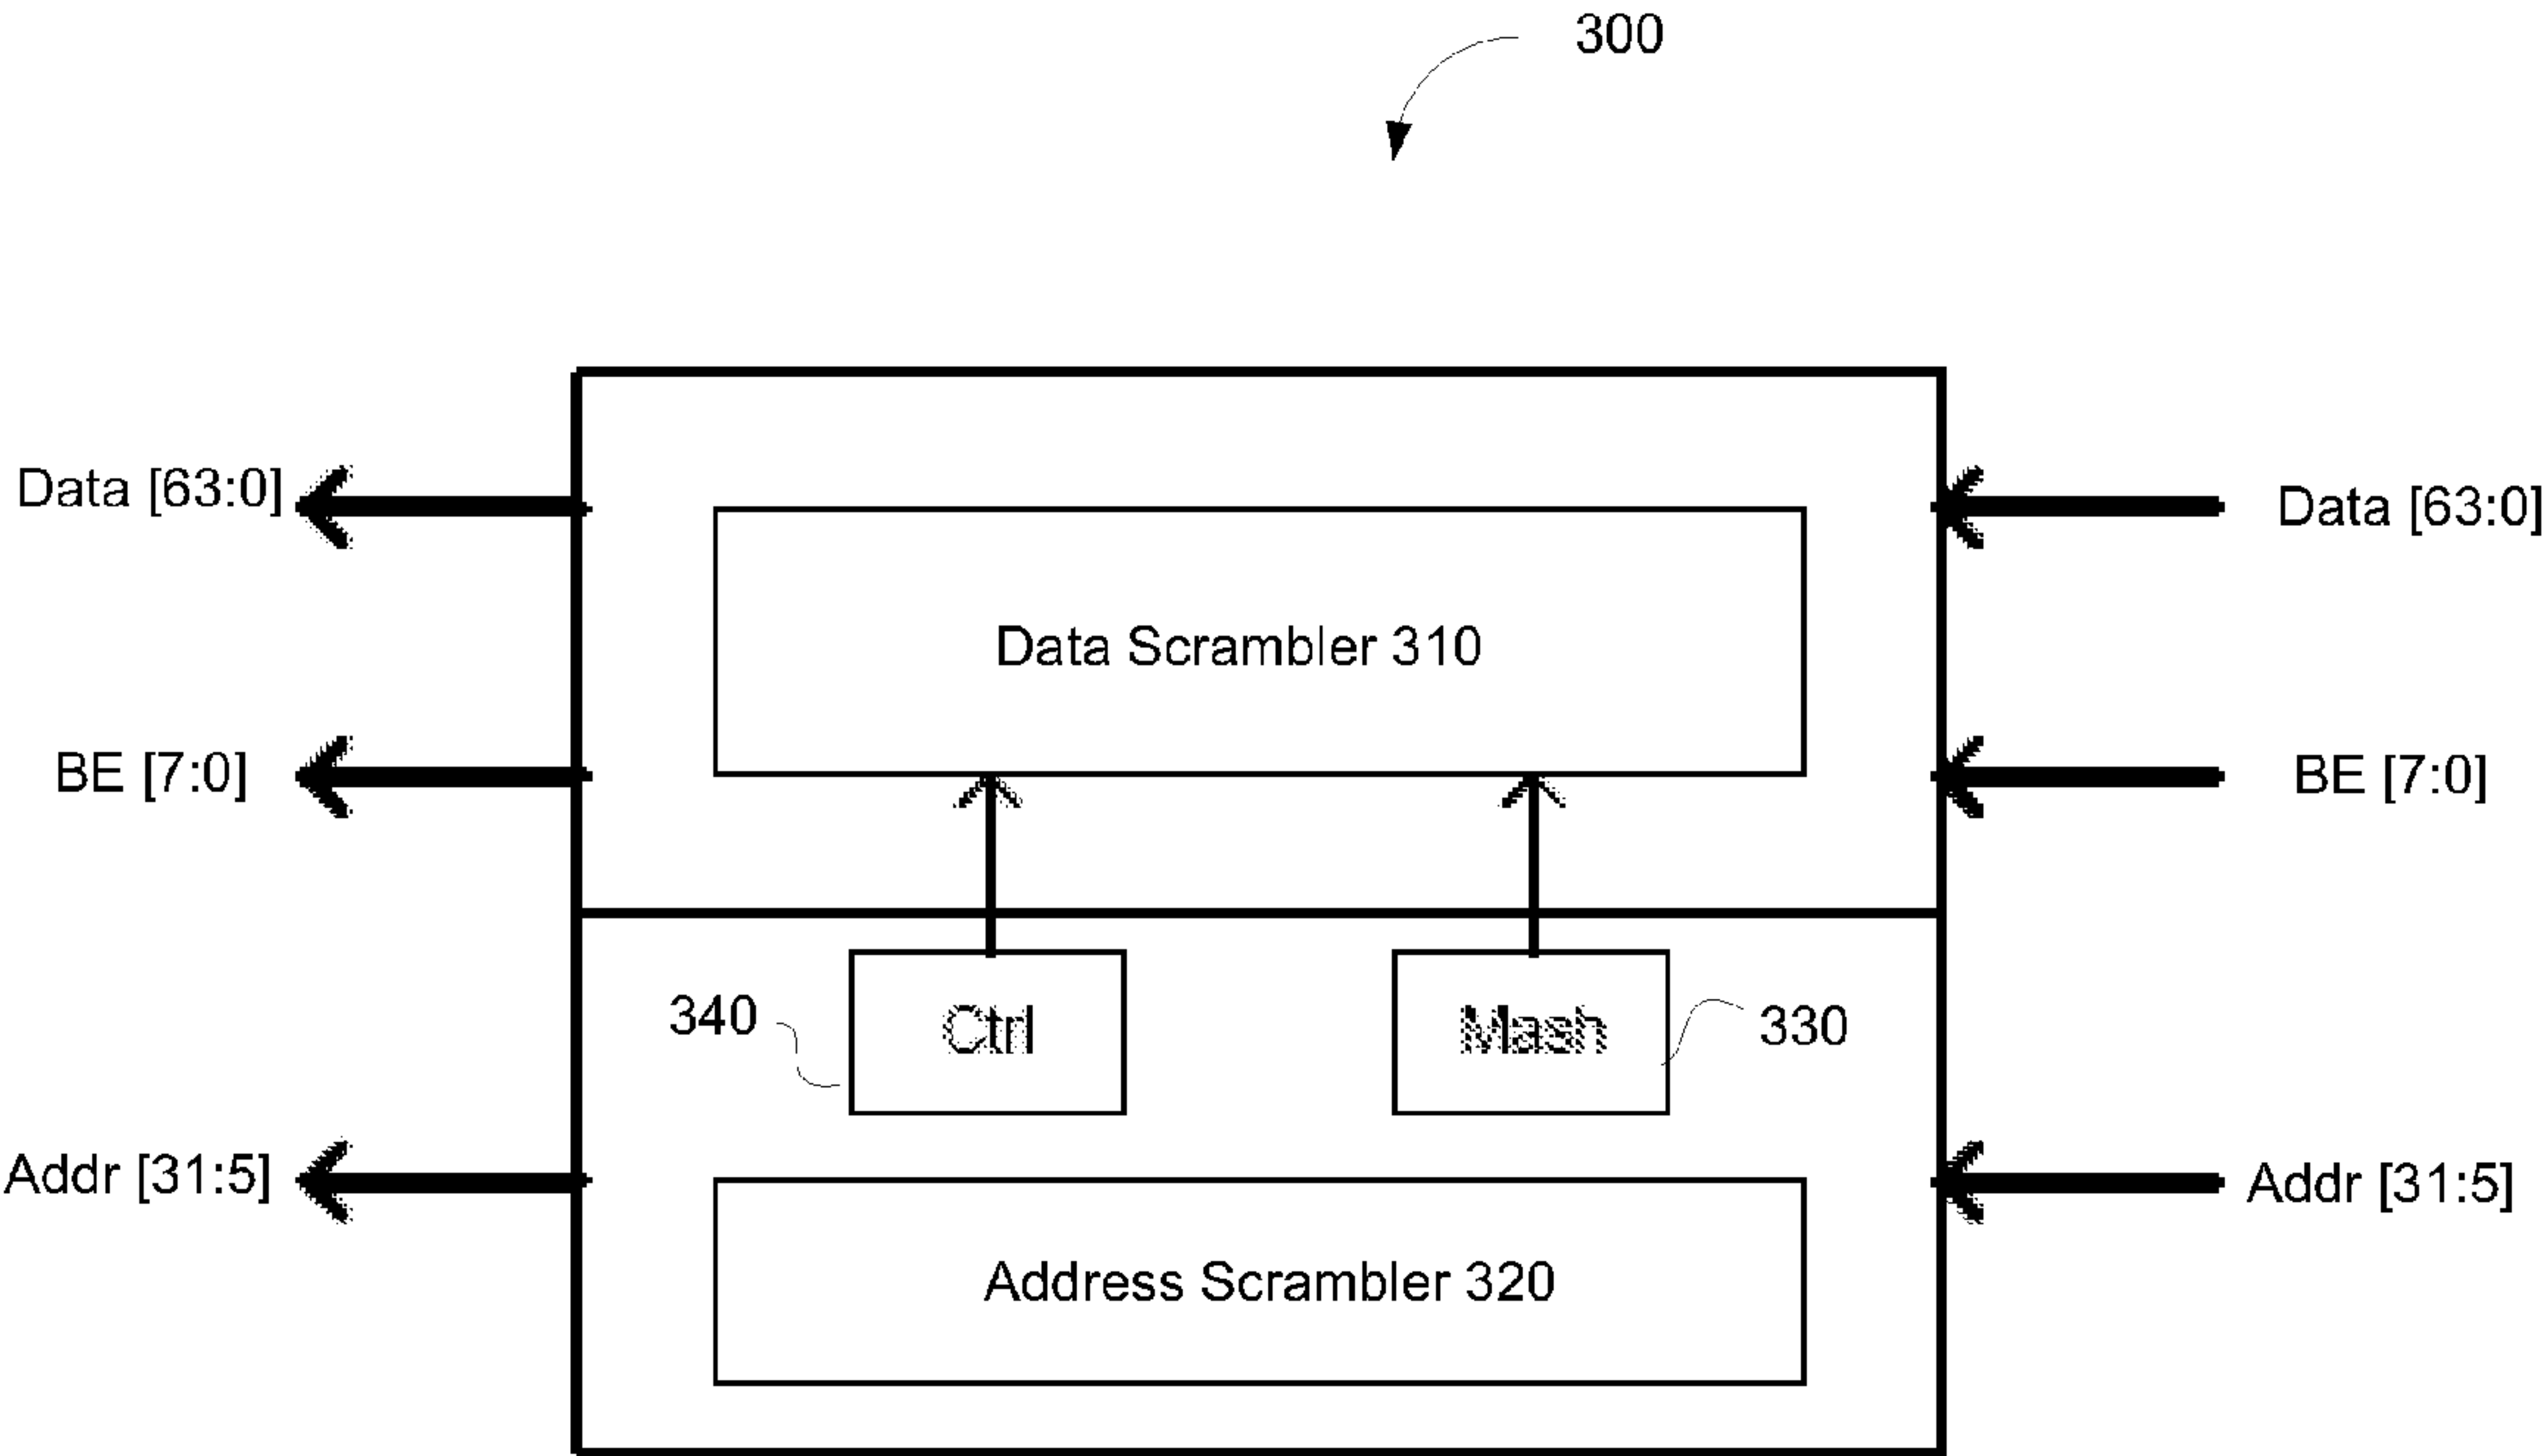 300
Data [63:0]
Data [63:0]
Data Scrambler 310
BE [7:0]
BE [7:0]
340
Ctrl
Mash
330
Addr [31:5]
Addr [31:5]
Address Scrambler 320